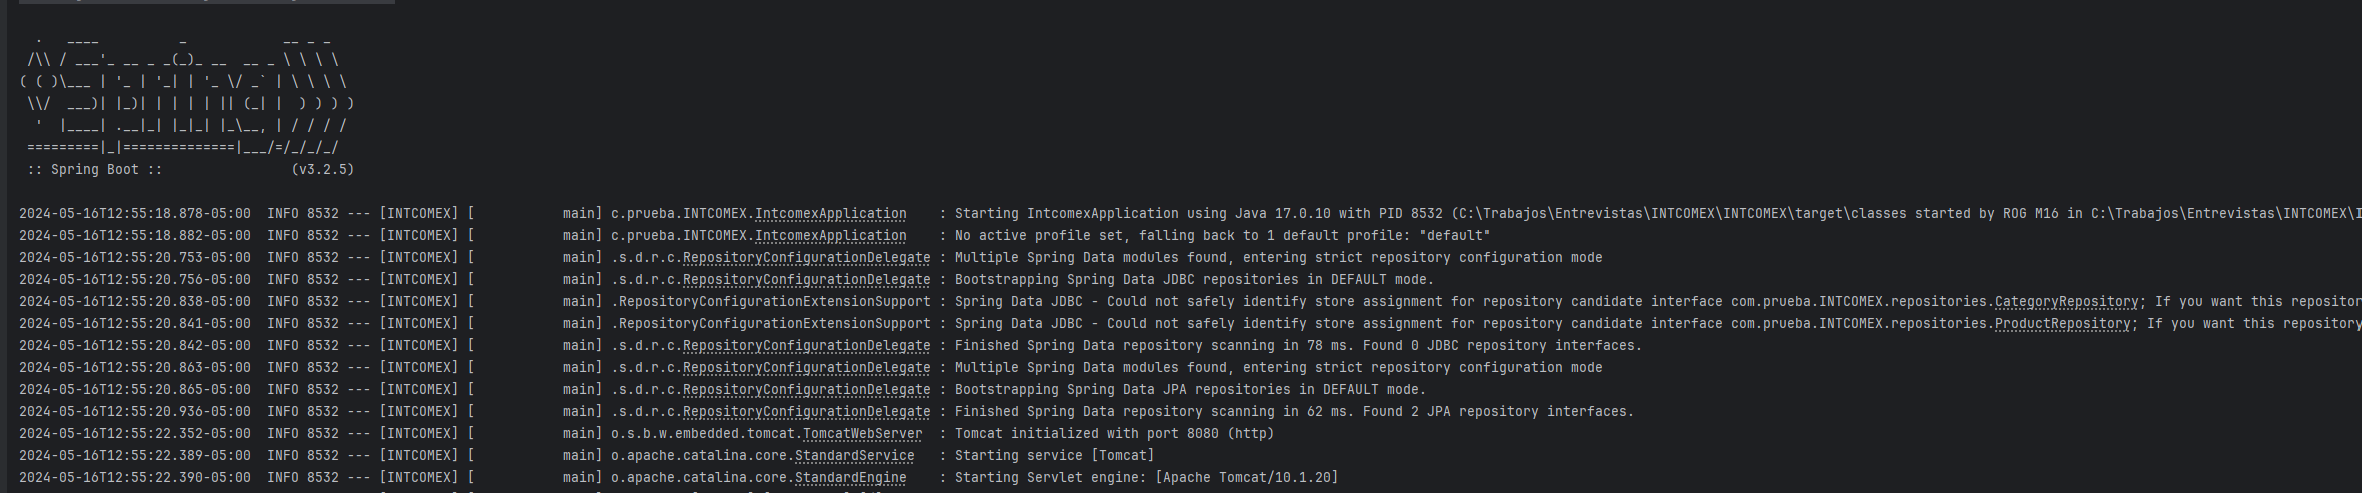 .   ____          _            __ _ _
 /\\ / ___'_ __ _ _(_)_ __  __ _ \ \ \ \
( ( )\___ | '_ | '_| | '_ \/ _` | \ \ \ \
 \\/  ___)| |_)| | | | | || (_| |  ) ) ) )
  '  |____| .__|_| |_|_| |_\__, | / / / /
 =========|_|==============|___/=/_/_/_/
 :: Spring Boot ::                (v3.2.5)
2024-05-16T12:55:18.878-05:00  INFO 8532 --- [INTCOMEX] [           main] c.prueba.INTCOMEX.IntcomexApplication    : Starting IntcomexApplication using Java 17.0.10 with PID 8532 (C:\Trabajos\Entrevistas\INTCOMEX\INTCOMEX\target\classes started by ROG M16 in C:\Trabajos\Entrevistas\INTCOMEX\I
2024-05-16T12:55:18.882-05:00  INFO 8532 --- [INTCOMEX] [           main] c.prueba.INTCOMEX.IntcomexApplication    : No active profile set, falling back to 1 default profile: "default"
2024-05-16T12:55:20.753-05:00  INFO 8532 --- [INTCOMEX] [           main] .s.d.r.c.RepositoryConfigurationDelegate : Multiple Spring Data modules found, entering strict repository configuration mode
2024-05-16T12:55:20.756-05:00  INFO 8532 --- [INTCOMEX] [           main] .s.d.r.c.RepositoryConfigurationDelegate : Bootstrapping Spring Data JDBC repositories in DEFAULT mode.
2024-05-16T12:55:20.838-05:00  INFO 8532 --- [INTCOMEX] [           main] .RepositoryConfigurationExtensionSupport : Spring Data JDBC - Could not safely identify store assignment for repository candidate interface com.prueba.INTCOMEX.repositories.CategoryRepository; If you want this repositor
2024-05-16T12:55:20.841-05:00  INFO 8532 --- [INTCOMEX] [           main] .RepositoryConfigurationExtensionSupport : Spring Data JDBC - Could not safely identify store assignment for repository candidate interface com.prueba.INTCOMEX.repositories.ProductRepository; If you want this repository
2024-05-16T12:55:20.842-05:00  INFO 8532 --- [INTCOMEX] [           main] .s.d.r.c.RepositoryConfigurationDelegate : Finished Spring Data repository scanning in 78 ms. Found 0 JDBC repository interfaces.
2024-05-16T12:55:20.863-05:00  INFO 8532 --- [INTCOMEX] [           main] .s.d.r.c.RepositoryConfigurationDelegate : Multiple Spring Data modules found, entering strict repository configuration mode
2024-05-16T12:55:20.865-05:00  INFO 8532 --- [INTCOMEX] [           main] .s.d.r.c.RepositoryConfigurationDelegate : Bootstrapping Spring Data JPA repositories in DEFAULT mode.
2024-05-16T12:55:20.936-05:00  INFO 8532 --- [INTCOMEX] [           main] .s.d.r.c.RepositoryConfigurationDelegate : Finished Spring Data repository scanning in 62 ms. Found 2 JPA repository interfaces.
2024-05-16T12:55:22.352-05:00  INFO 8532 --- [INTCOMEX] [           main] o.s.b.w.embedded.tomcat.TomcatWebServer  : Tomcat initialized with port 8080 (http)
2024-05-16T12:55:22.389-05:00  INFO 8532 --- [INTCOMEX] [           main] o.apache.catalina.core.StandardService   : Starting service [Tomcat]
2024-05-16T12:55:22.390-05:00  INFO 8532 --- [INTCOMEX] [           main] o.apache.catalina.core.StandardEngine    : Starting Servlet engine: [Apache Tomcat/10.1.20]